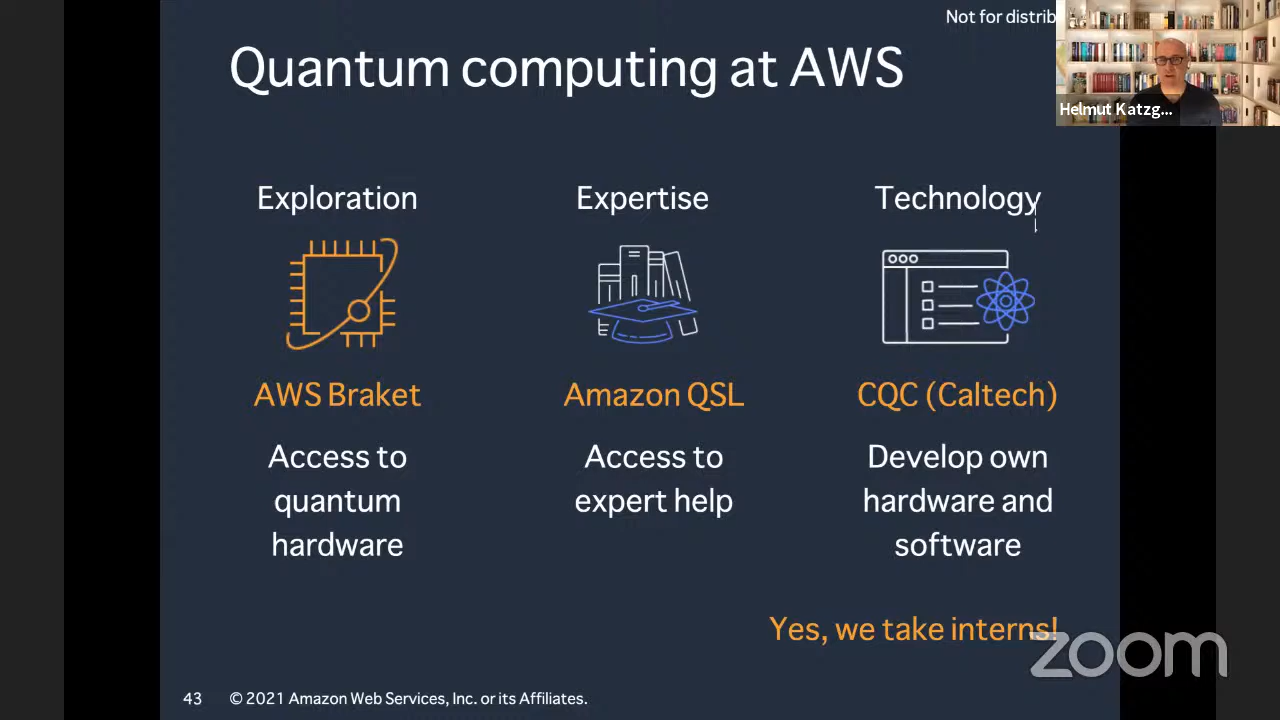 Not for distrib
Quantum computing at AWS
Helmut Katzg...
Exploration
Expertise
Technology
AWS Braket
Amazon QSL
CQC (Caltech)
Access to
quantum
hardware
Access to
expert help
Develop own
hardware and
software
Yes, we take interns!
zoom
43
© 2021 Amazon Web Services, Inc. or its Affiliates.